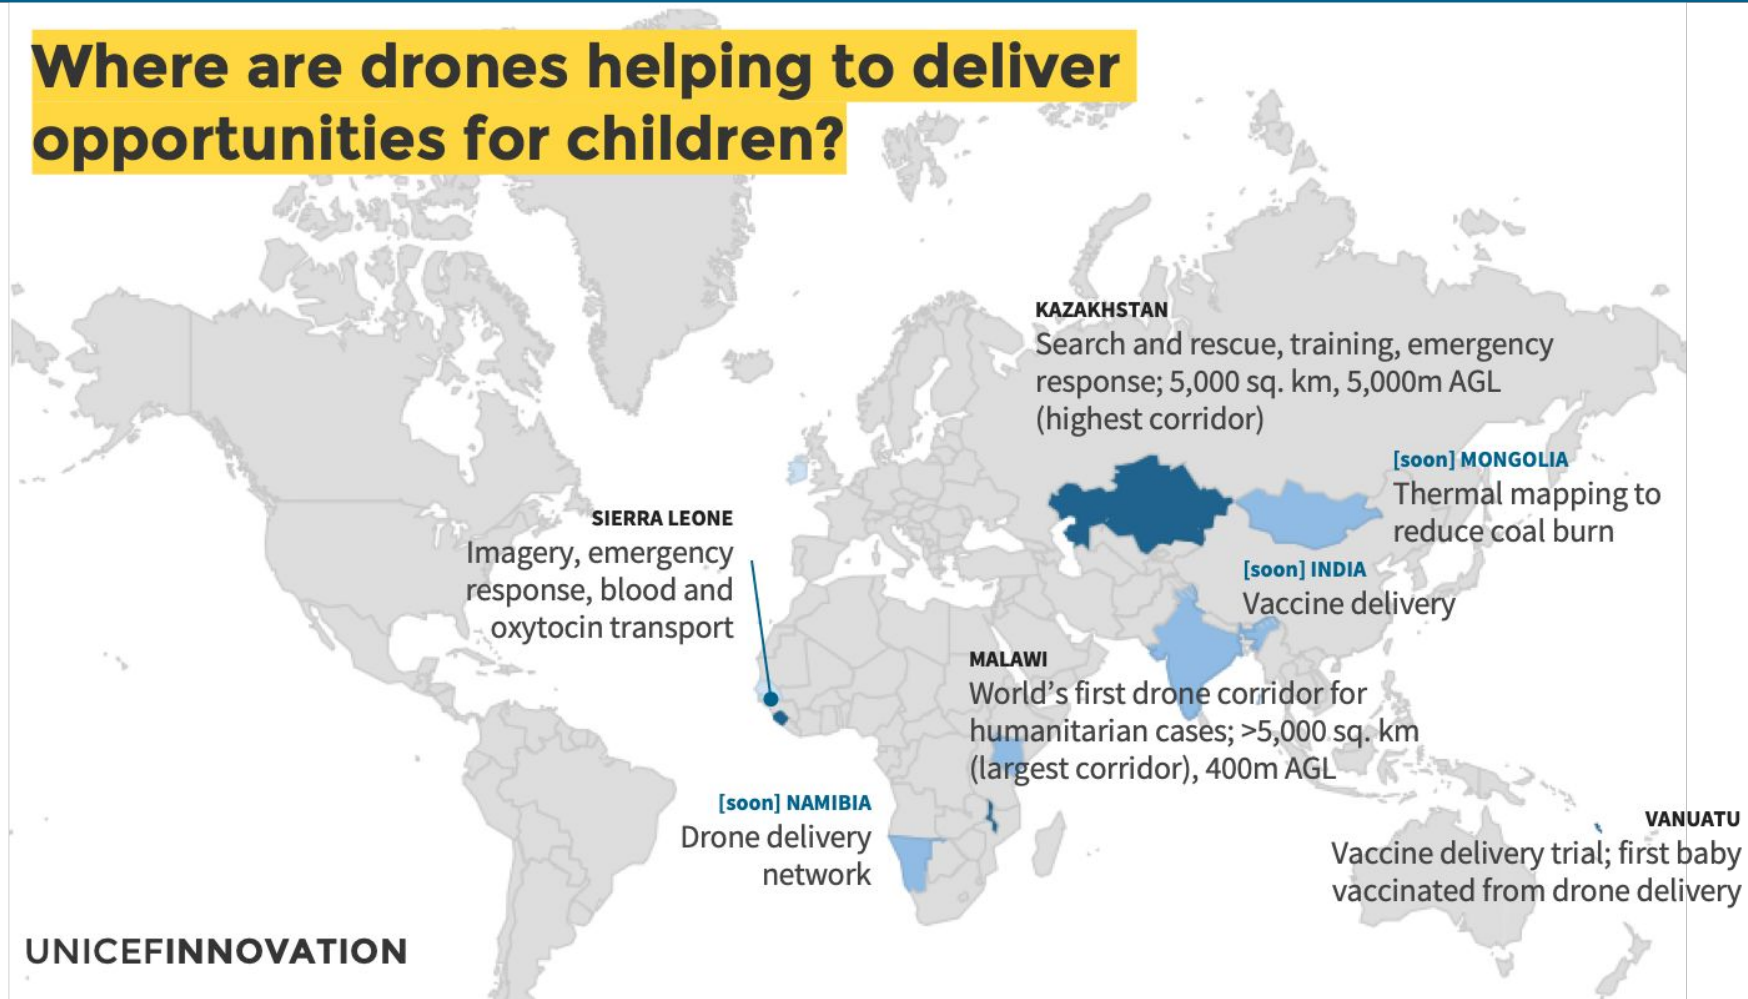 Where are drones helping to deliver
opportunities for children?
KAZAKHSTAN
Search and rescue, training, emergency
response; 5,000 sq. km, 5,000m AGL
(highest corridor)
[soon] MONGOLIA
Thermal mapping to
reduce coal burn
SIERRA LEONE
Imagery, emergency
response, blood and
oxytocin transport
[soon] INDIA
Vaccine delivery
MALAWI
World’s first drone corridor for
humanitarian cases; >5,000 sq. km
(largest corridor), 400m AGL
[soon] NAMIBIA
Drone delivery
network
VANUATU
Vaccine delivery trial; first baby
vaccinated from drone delivery
UNICEFINNOVATION